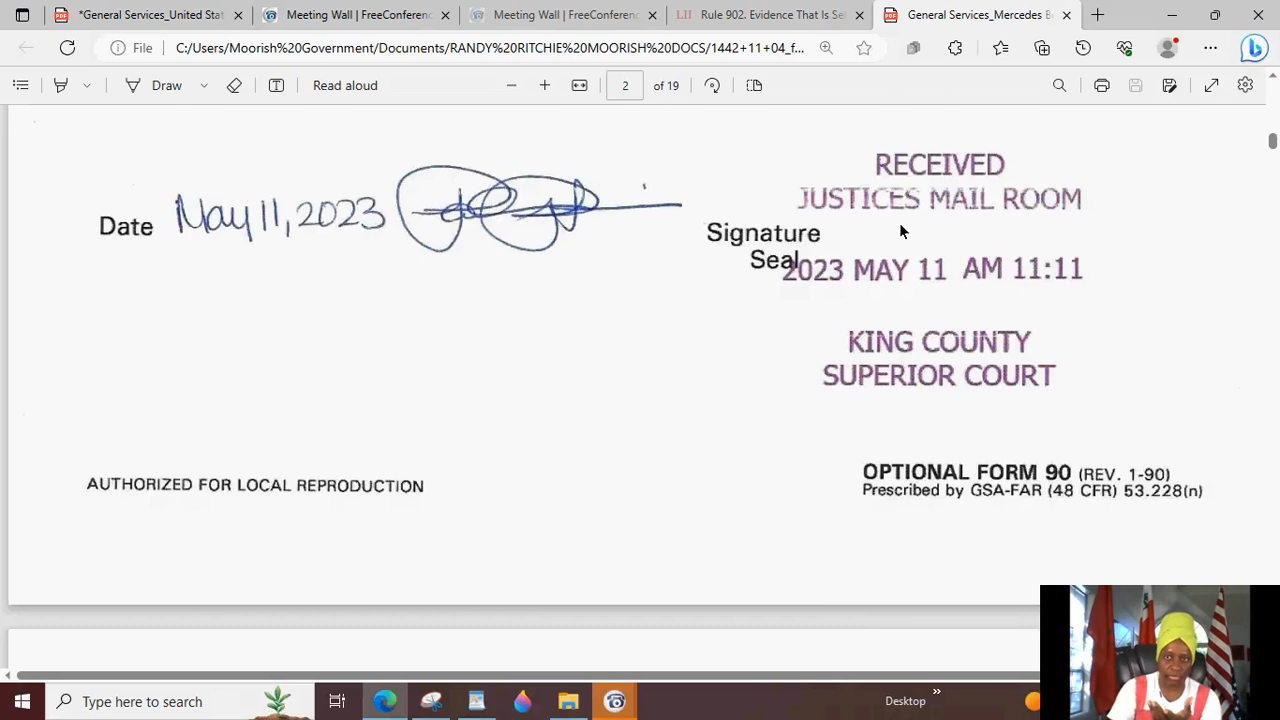 *General Services_United Stat
Meeting Wall | FreeConferenc
Meeting Wall | FreeConferenc
Rule 902. Evidence That Is Sel
General Services_Mercedes B
File
C:/Users/Moorish%20Government/Documents/RANDY%20RITCHIE%20MOORISH%20DOCS/1442+11+04_f...
Draw
Read aloud
2
of 19
RECEIVED
JUSTICES MAIL ROOM
Date
May 11, 2023
Signature
Seal
2023 MAY 11 AM 11:11
KING COUNTY
SUPERIOR COURT
AUTHORIZED FOR LOCAL REPRODUCTION
OPTIONAL FORM 90 (REV. 1-90)
Prescribed by GSA-FAR (48 CFR) 53.228(n)
Type here to search
Desktop